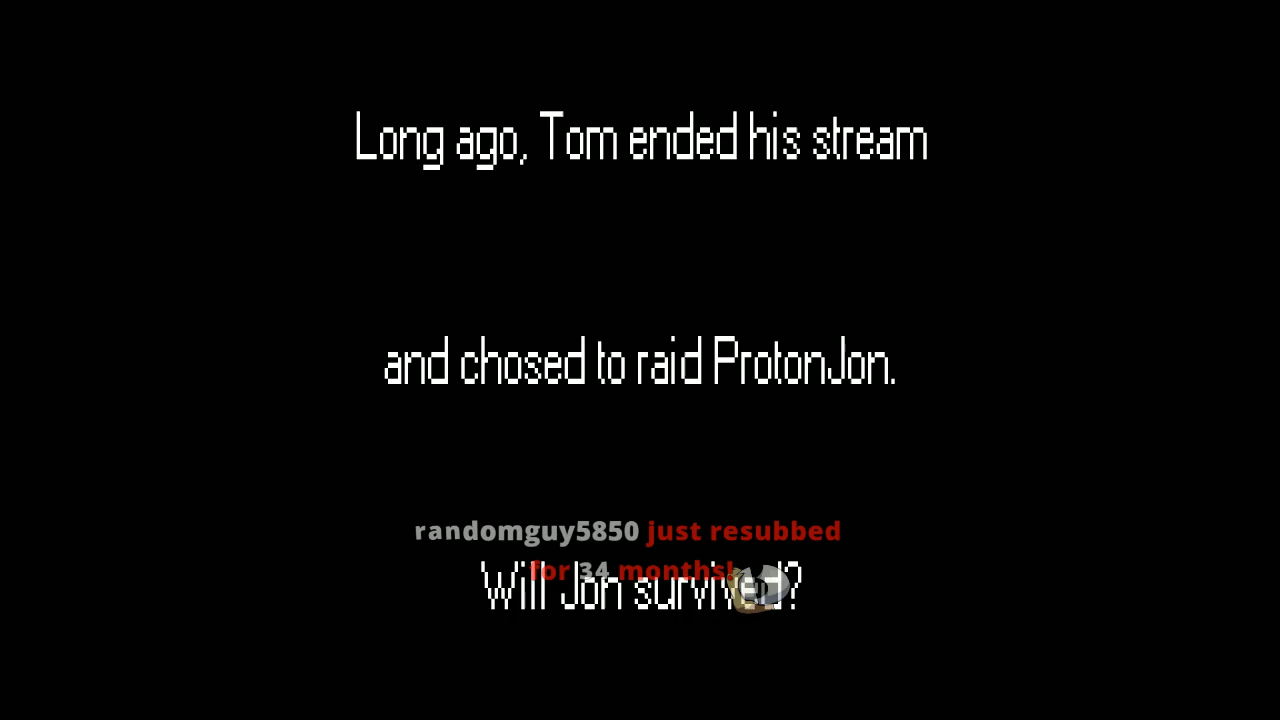 Long ago, Tom ended his stream
and chosed to raid ProtonJon.
randomguy5850 just resubbed
for 34 months!
Will Jon survived?